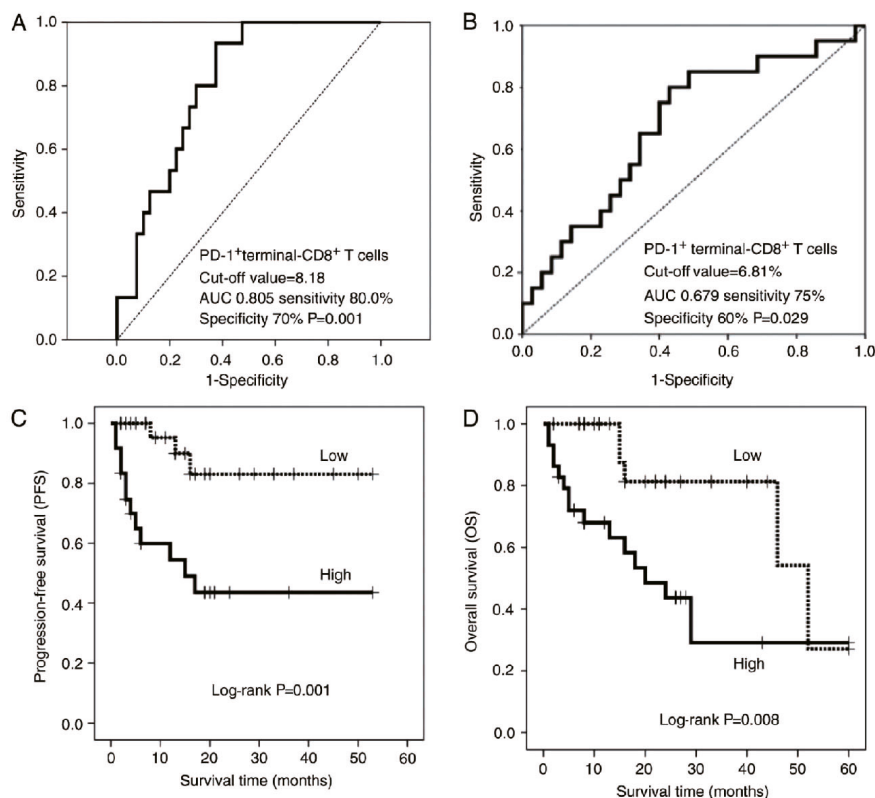 A
Sensitivity
1.0
0.8
0.6
0.4
0.2
0.0
PD-1+terminal-CD8+ T cells
Cut-off value=8.18
AUC 0.805 sensitivity 80.0%
Specificity 70% P=0.001
0.0 0.2 0.4 0.6 0.8 1.0
1-Specificity
B
Sensitivity
1.0
0.8
0.6
0.4
0.2
0.0
PD-1+ terminal-CD8+ T cells
Cut-off value=6.81%
AUC 0.679 sensitivity 75%
Specificity 60% P=0.029
0.0 0.2 0.4 0.6 0.8 1.0
1-Specificity
C
Progression-free survival (PFS)
1.0
0.8
0.6
0.4
0.2
0.0
Low
High
Log-rank P=0.001
0 10 20 30 40 50 60
Survival time (months)
D
Overall survival (OS)
1.0
0.8
0.6
0.4
0.2
0.0
Low
High
Log-rank P=0.008
0 10 20 30 40 50 60
Survival time (months)